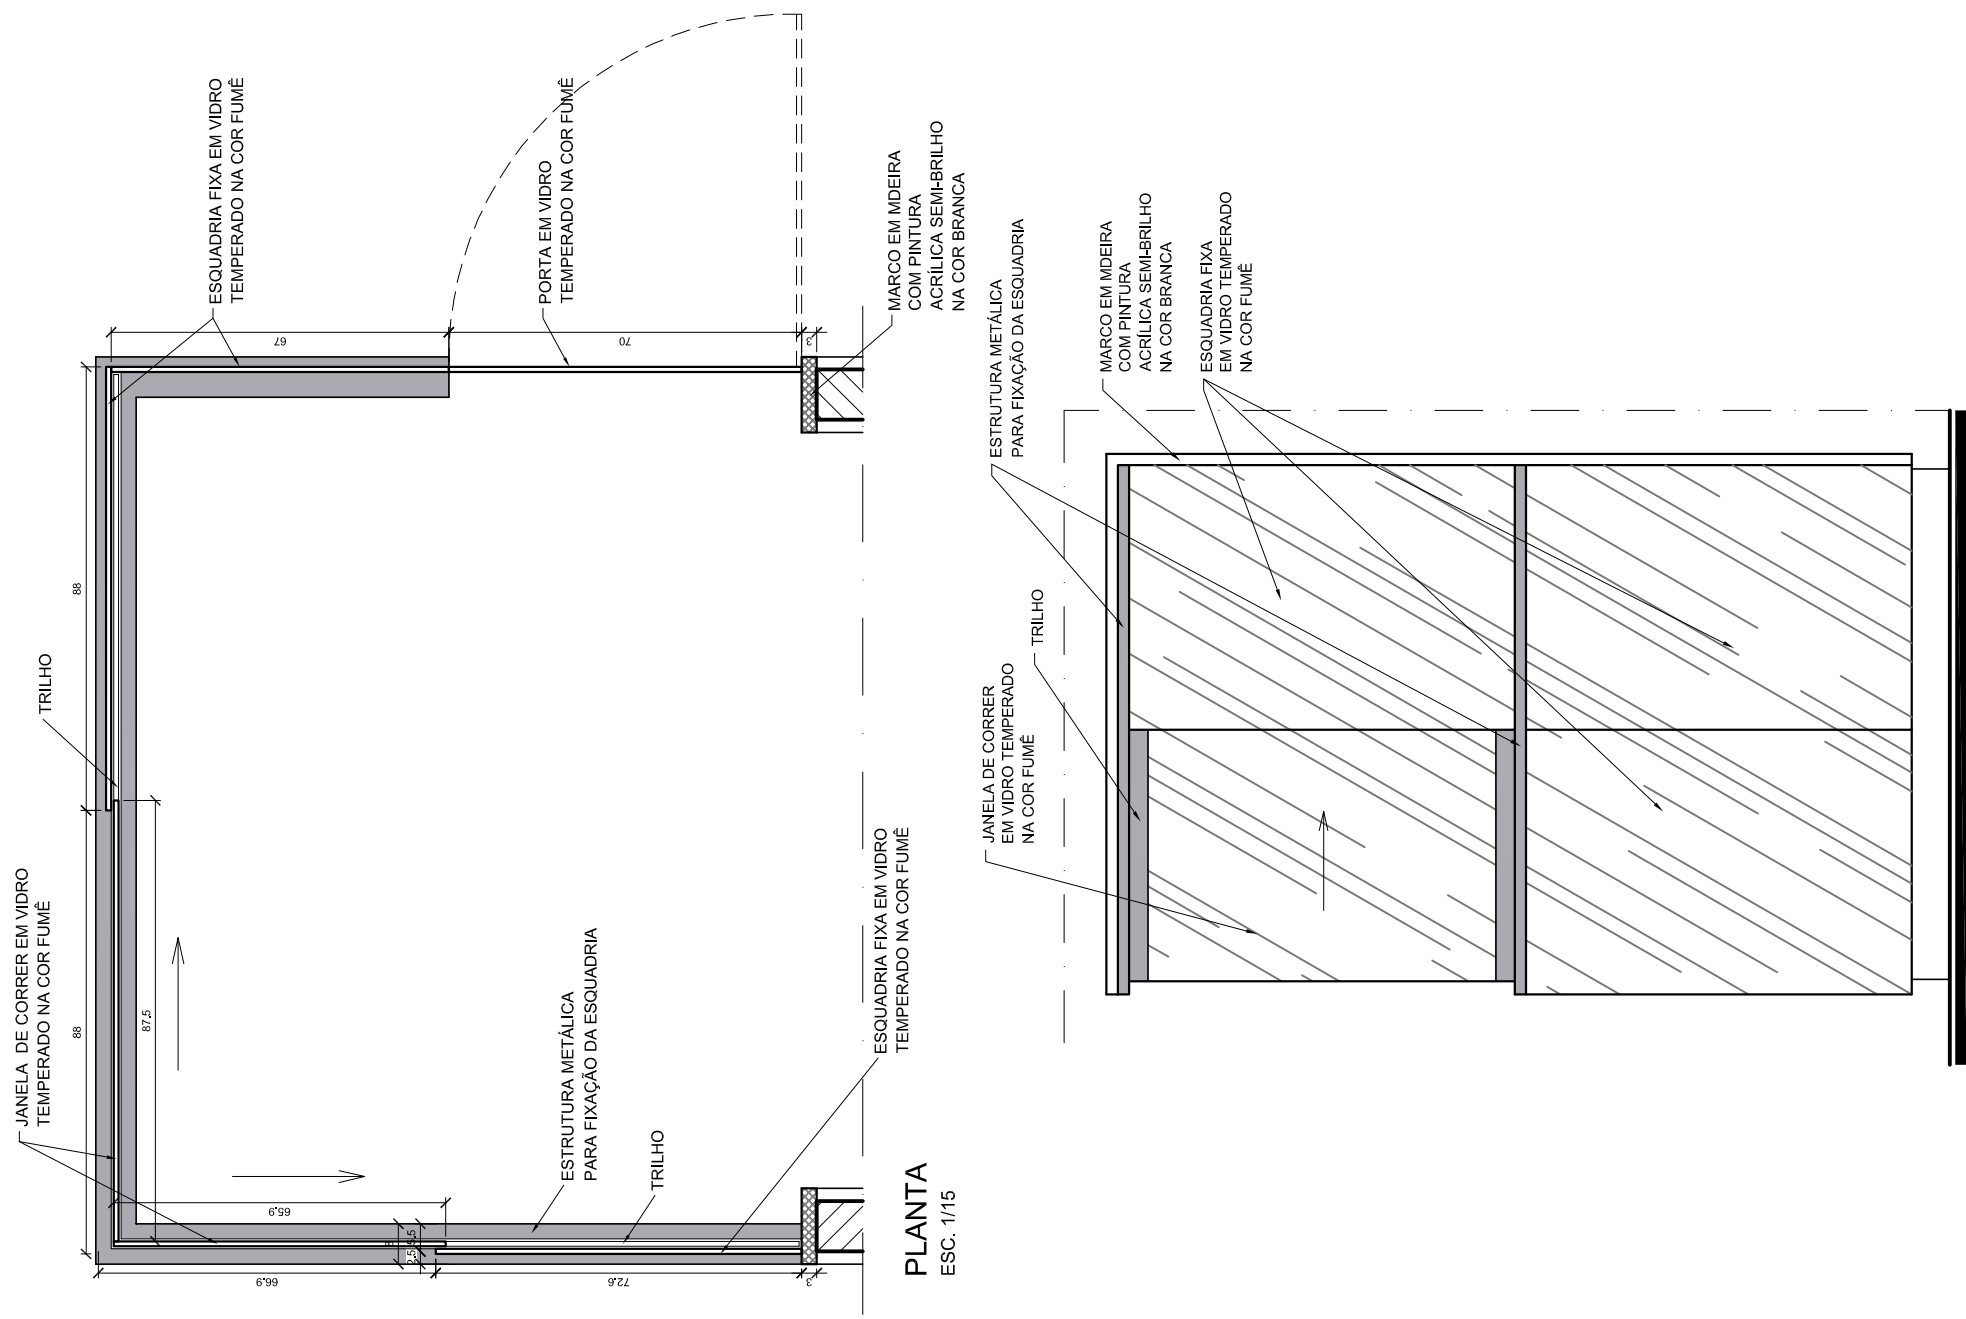 JANELA  DE CORRER EM VIDRO
TEMPERADO NA COR FUMÊ
TRILHO
ESQUADRIA FIXA EM VIDRO
TEMPERADO NA COR FUMÊ
PORTA EM VIDRO
TEMPERADO NA COR FUMÊ
MARCO EM MDEIRA
COM PINTURA
ACRÍLICA SEMI-BRILHO
NA COR BRANCA
88
88
87.5
67
70
3
65.9
66.9
72.6
3
8
2.5
5.5
ESTRUTURA METÁLICA
PARA FIXAÇÃO DA ESQUADRIA
TRILHO
ESQUADRIA FIXA EM VIDRO
TEMPERADO NA COR FUMÊ
PLANTA
ESC. 1/15
JANELA DE CORRER
EM VIDRO TEMPERADO
NA COR FUMÊ
TRILHO
ESTRUTURA METÁLICA
PARA FIXAÇÃO DA ESQUADRIA
MARCO EM MDEIRA
COM PINTURA
ACRÍLICA SEMI-BRILHO
NA COR BRANCA
ESQUADRIA FIXA
EM VIDRO TEMPERADO
NA COR FUMÊ